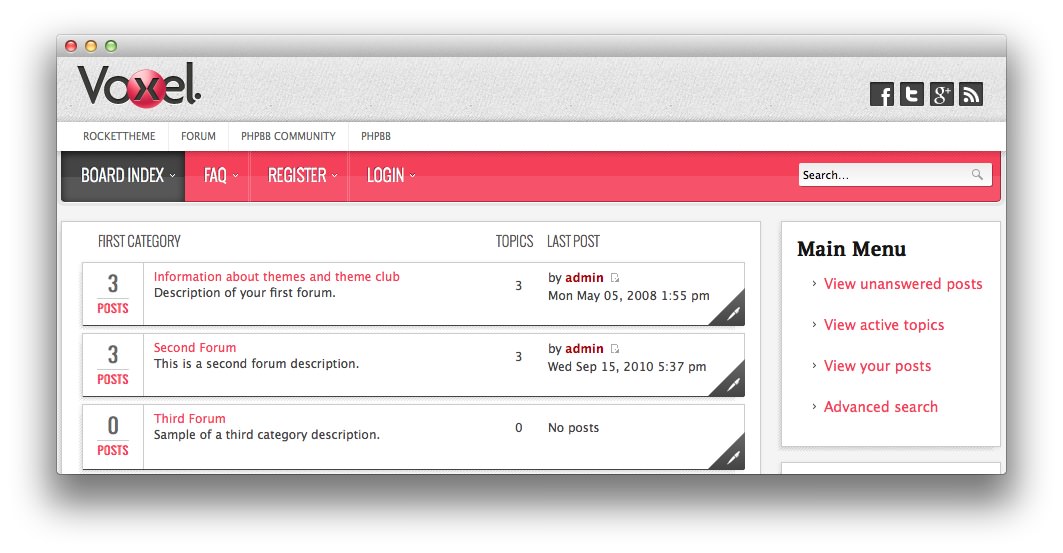 Voxel.
f t g+
ROCKETTHEME FORUM PHPBB COMMUNITY PHPBB
BOARD INDEX FAQ REGISTER LOGIN Search...
FIRST CATEGORY TOPICS LAST POST
3 POSTS
Information about themes and theme club
Description of your first forum.
3
by admin
Mon May 05, 2008 1:55 pm
3 POSTS
Second Forum
This is a second forum description.
3
by admin
Wed Sep 15, 2010 5:37 pm
0 POSTS
Third Forum
Sample of a third category description.
0
No posts
Main Menu
View unanswered posts
View active topics
View your posts
Advanced search